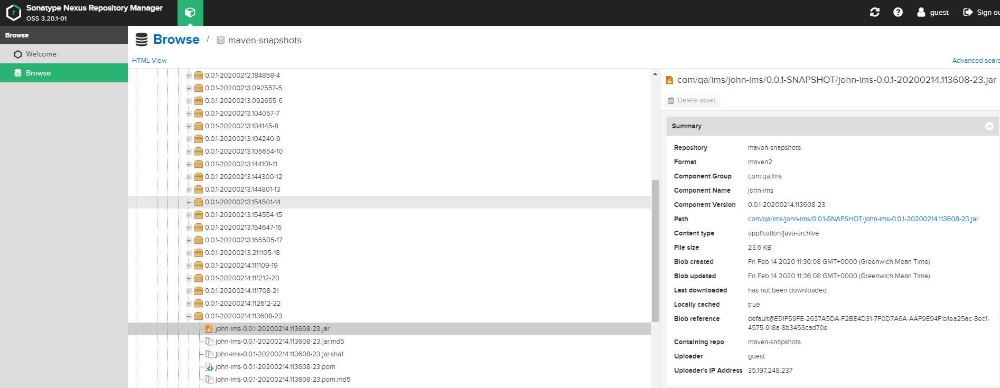 Sonatype Nexus Repository Manager
OSS 3.20.1-01
guest
Sign ou
Browse
Welcome
Browse
Browse / maven-snapshots
HTML View
Advanced searc
0.0.1-20200212.184858-4
0.0.1-20200213.092557-5
0.0.1-20200213.092655-6
0.0.1-20200213.104057-7
0.0.1-20200213.104145-8
0.0.1-20200213.104240-9
0.0.1-20200213.105654-10
0.0.1-20200213.144101-11
0.0.1-20200213.144300-12
0.0.1-20200213.144801-13
0.0.1-20200213.154501-14
0.0.1-20200213.154554-15
0.0.1-20200213.154647-16
0.0.1-20200213.165505-17
0.0.1-20200213.211105-18
0.0.1-20200214.111109-19
0.0.1-20200214.111212-20
0.0.1-20200214.111708-21
0.0.1-20200214.112612-22
0.0.1-20200214.113608-23
john-ims-0.0.1-20200214.113608-23.jar
john-ims-0.0.1-20200214.113608-23.jar.md5
john-ims-0.0.1-20200214.113608-23.jar.sha1
john-ims-0.0.1-20200214.113608-23.pom
john-ims-0.0.1-20200214.113608-23.pom.md5
com/qa/ims/john-ims/0.0.1-SNAPSHOT/john-ims-0.0.1-20200214.113608-23.jar
Delete asset
Summary
Repository maven-snapshots
Format maven2
Component Group com.qa.ims
Component Name john-ims
Component Version 0.0.1-20200214.113608-23
Path com/qa/ims/john-ims/0.0.1-SNAPSHOT/john-ims-0.0.1-20200214.113608-23.jar
Content type application/java-archive
File size 23.6 KB
Blob created Fri Feb 14 2020 11:36:08 GMT+0000 (Greenwich Mean Time)
Blob updated Fri Feb 14 2020 11:36:08 GMT+0000 (Greenwich Mean Time)
Last downloaded has not been downloaded
Locally cached true
Blob reference default@E51F59FE-2637A5DA-F2BE4D31-7F0D7A6A-AAF9E94F:b1ea25ac-8ec1-
4575-918a-8b3453cad70e
Containing repo maven-snapshots
Uploader guest
Uploader's IP Address 35.197.248.237